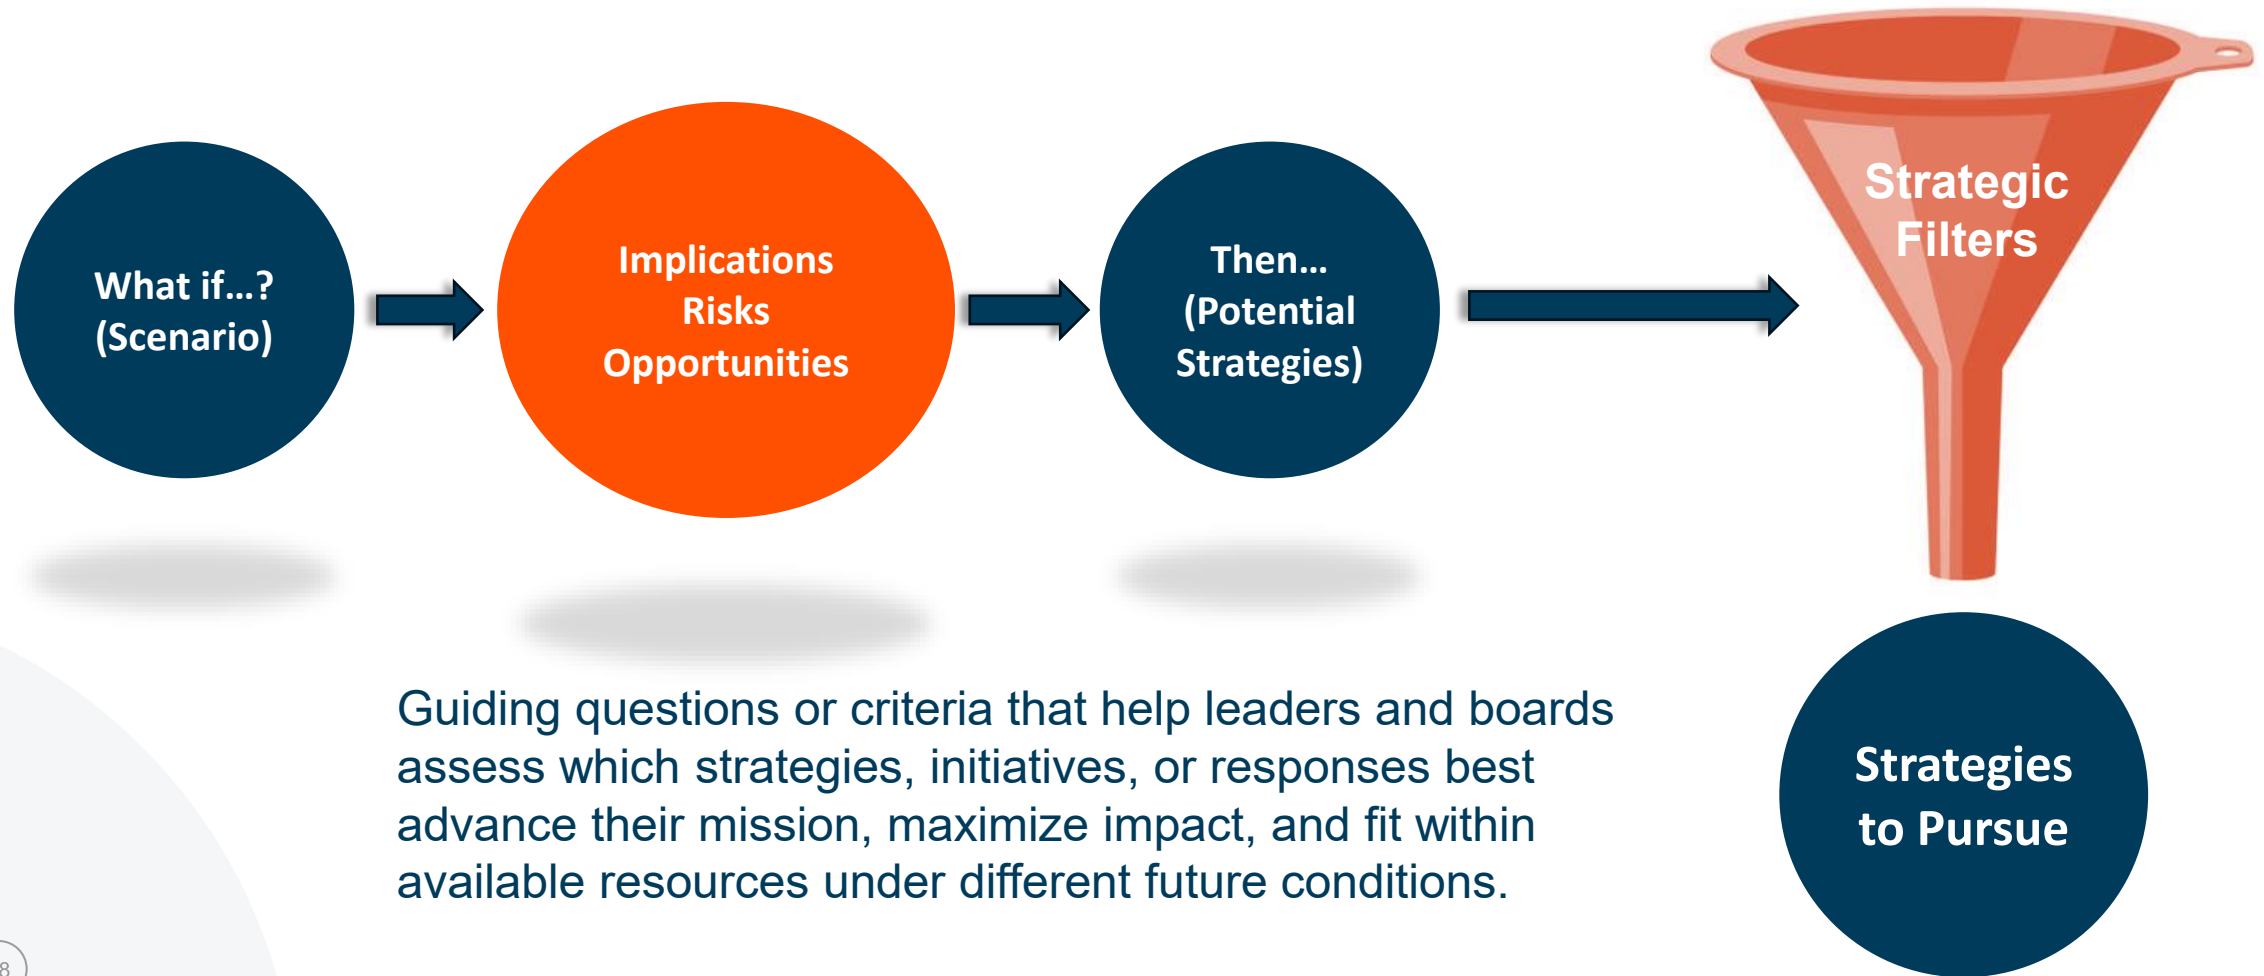 What if...?
(Scenario)
Implications
Risks
Opportunities
Then...
(Potential
Strategies)
Strategic
Filters
Guiding questions or criteria that help leaders and boards
assess which strategies, initiatives, or responses best
advance their mission, maximize impact, and fit within
available resources under different future conditions.
Strategies
to Pursue
8